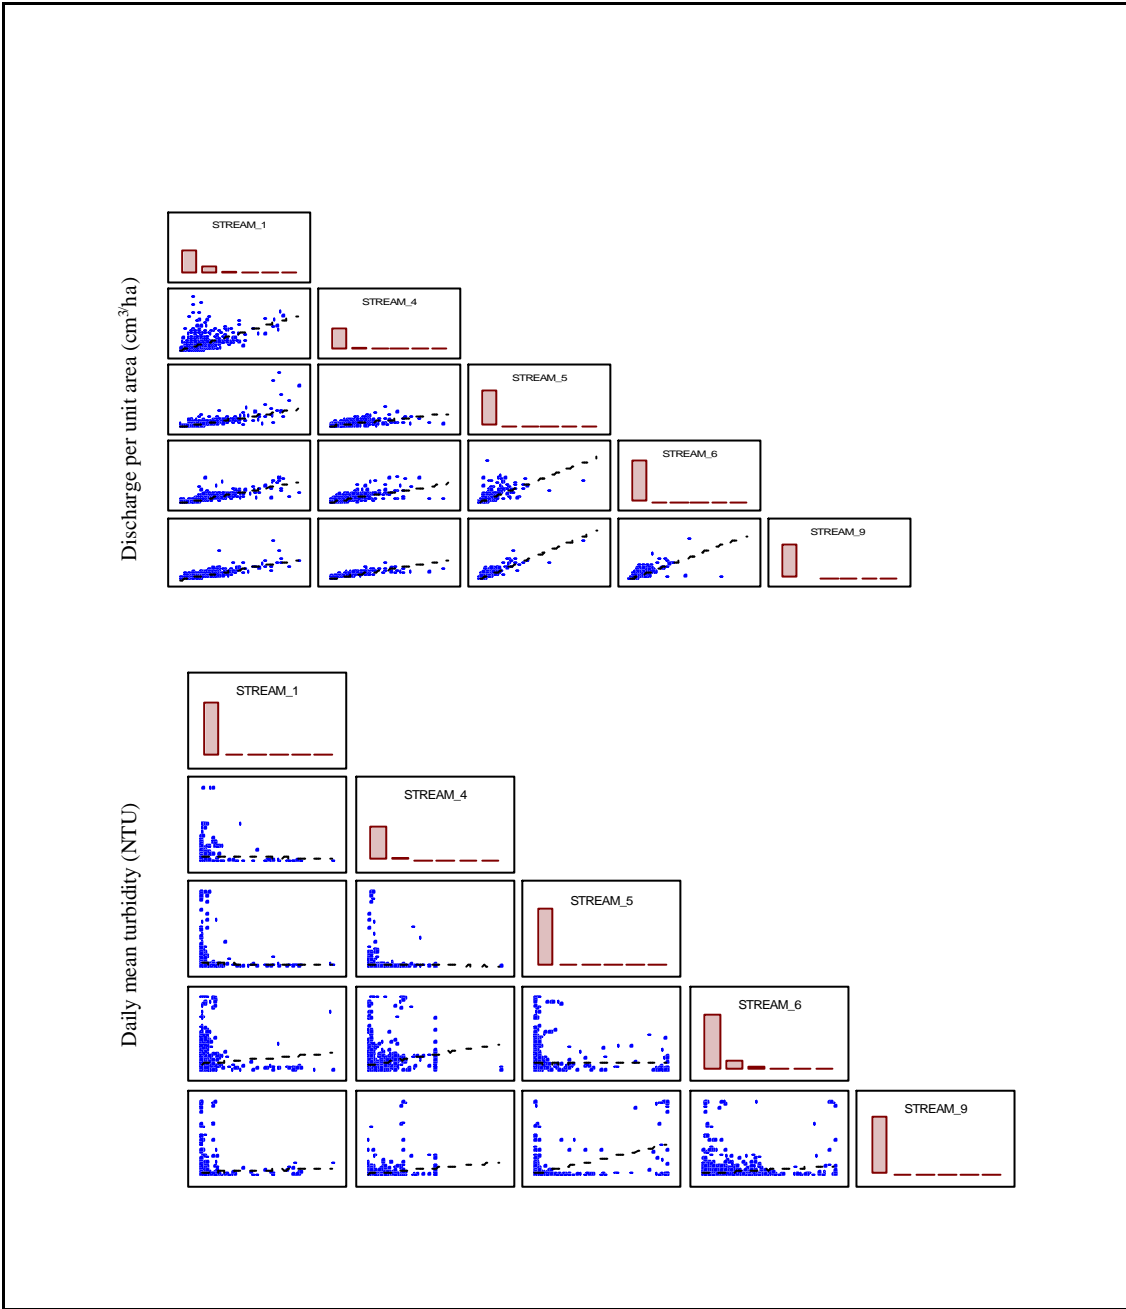 STREAM_1
STREAM_4
STREAM_5
STREAM_6
STREAM_9
Discharge per unit area (cm³/ha)
STREAM_1
STREAM_4
STREAM_5
STREAM_6
STREAM_9
Daily mean turbidity (NTU)